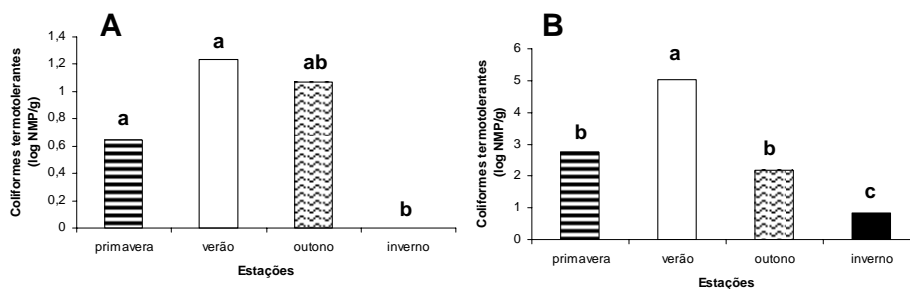 A
Coliformes termotolerantes
(log NMP/g)
1,4
1,2
1
0,8
0,6
0,4
0,2
0
a
a
ab
b
primavera
verão
outono
inverno
Estações
B
Coliformes termotolerantes
(log NMP/g)
6
5
4
3
2
1
0
b
a
b
c
primavera
verão
outono
inverno
Estações